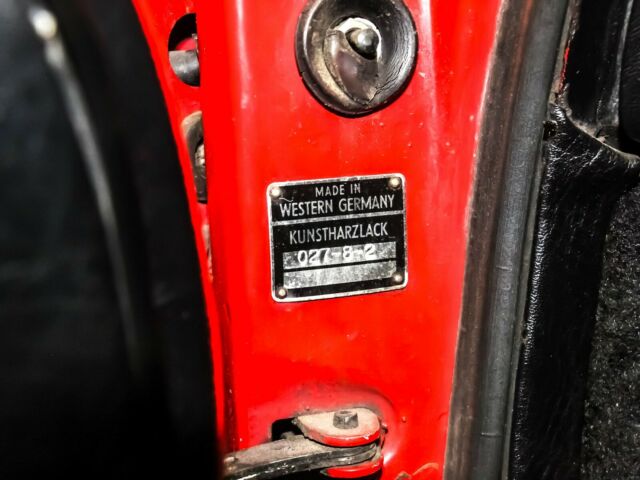 MADE IN
WESTERN GERMANY
KUNSTHARZLACK
027-8-2